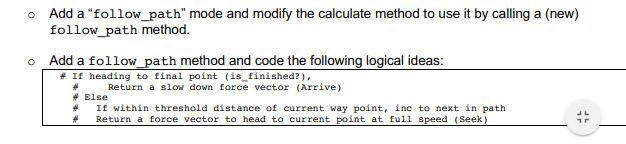 o Add a “follow_path” mode and modify the calculate method to use it by calling a (new)
follow_path method.
o Add a follow_path method and code the following logical ideas:
# If heading to final point (is_finished?),
# Return a slow down force vector (Arrive)
# Else
# If within threshold distance of current way point, inc to next in path
# Return a force vector to head to current point at full speed (Seek)